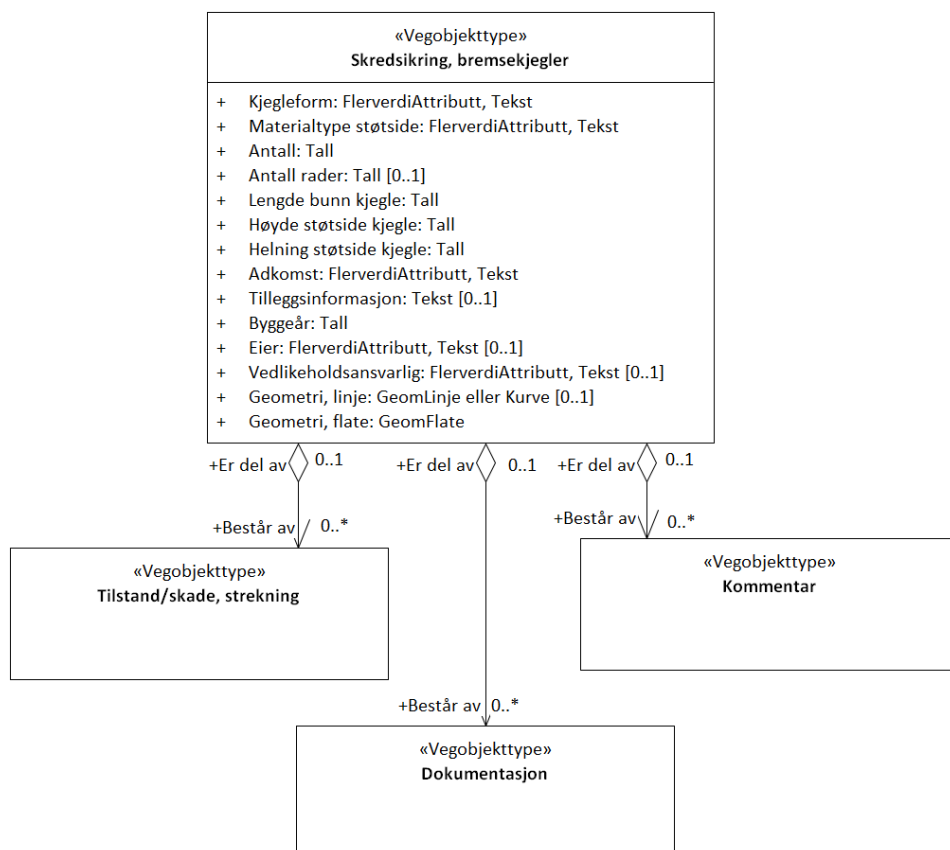 «Vegobjekttype»
Skredsikring, bremsekjegler
+ Kjegleform: FlerverdiAttributt, Tekst
+ Materialtype støtside: FlerverdiAttributt, Tekst
+ Antall: Tall
+ Antall rader: Tall [0..1]
+ Lengde bunn kjegle: Tall
+ Høyde støtside kjegle: Tall
+ Helning støtside kjegle: Tall
+ Adkomst: FlerverdiAttributt, Tekst
+ Tilleggsinformasjon: Tekst [0..1]
+ Byggeår: Tall
+ Eier: FlerverdiAttributt, Tekst [0..1]
+ Vedlikeholdsansvarlig: FlerverdiAttributt, Tekst [0..1]
+ Geometri, linje: GeomLinje eller Kurve [0..1]
+ Geometri, flate: GeomFlate
+Er del av 0..1 +Er del av 0..1 +Er del av 0..1
+Består av 0..* +Består av 0..*
«Vegobjekttype»
Tilstand/skade, strekning
«Vegobjekttype»
Kommentar
+Består av 0..*
«Vegobjekttype»
Dokumentasjon